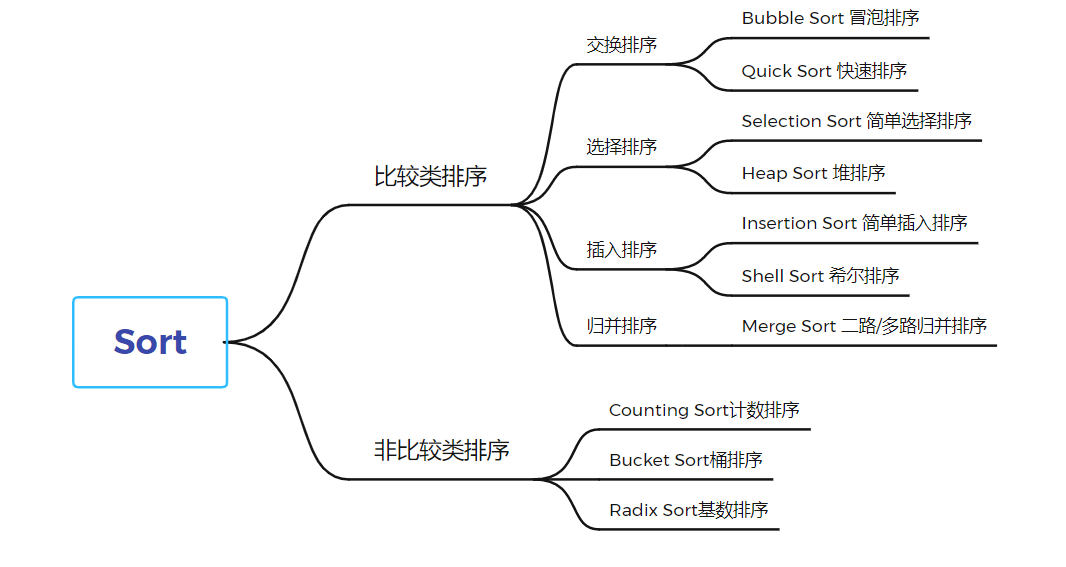 Sort
比较类排序
交换排序
Bubble Sort 冒泡排序
Quick Sort 快速排序
选择排序
Selection Sort 简单选择排序
Heap Sort 堆排序
插入排序
Insertion Sort 简单插入排序
Shell Sort 希尔排序
归并排序
Merge Sort 二路/多路归并排序
非比较类排序
Counting Sort计数排序
Bucket Sort桶排序
Radix Sort基数排序